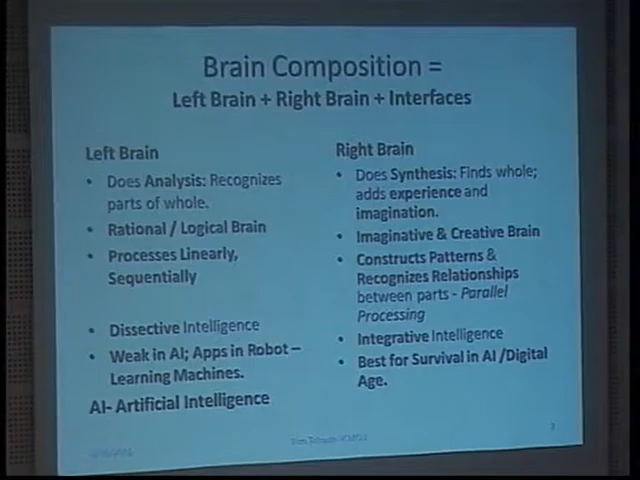 Brain Composition =
Left Brain + Right Brain + Interfaces
Left Brain
• Does Analysis: Recognizes
parts of whole.
• Rational / Logical Brain
• Processes Linearly,
Sequentially
• Dissective Intelligence
• Weak in AI; Apps in Robot –
Learning Machines.
AI- Artificial Intelligence
Right Brain
• Does Synthesis: Finds whole;
adds experience and
imagination.
• Imaginative & Creative Brain
• Constructs Patterns &
Recognizes Relationships
between parts - Parallel
Processing
• Integrative Intelligence
• Best for Survival in AI /Digital
Age.